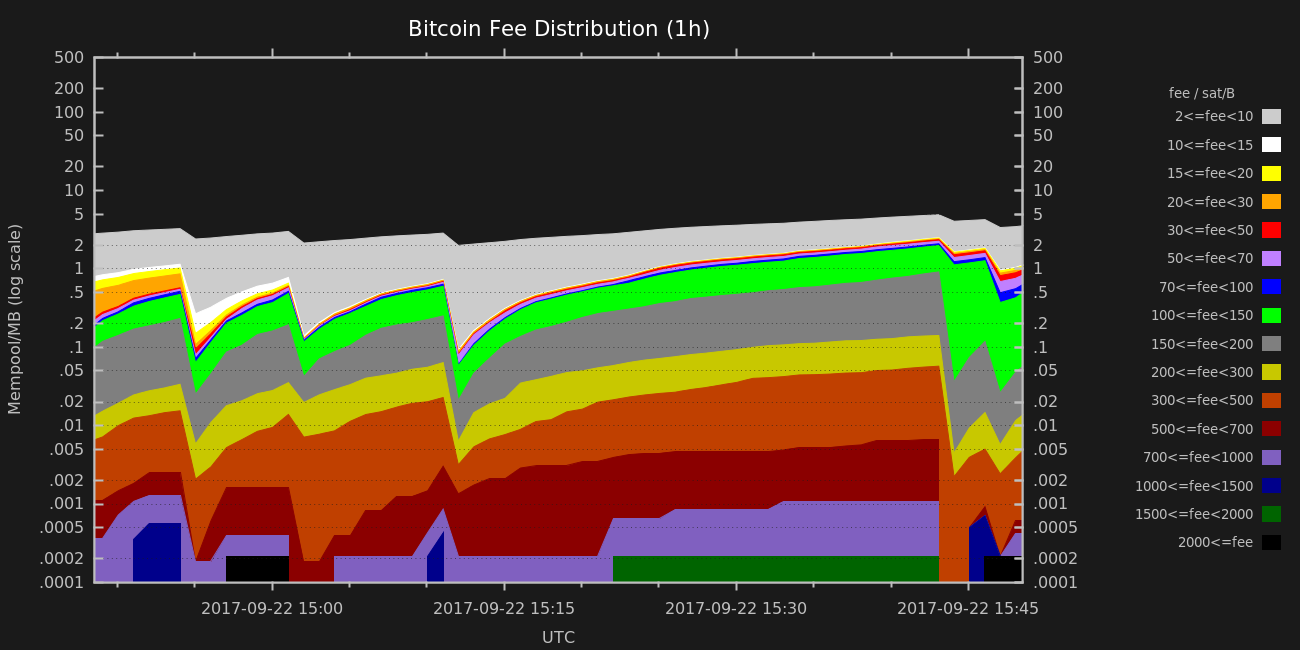 Bitcoin Fee Distribution (1h)
500
200
100
50
20
10
5
2
1
.5
.2
.1
.05
.02
.01
.005
.002
.001
.0005
.0002
.0001
Mempool/MB (log scale)
500
200
100
50
20
10
5
2
1
.5
.2
.1
.05
.02
.01
.005
.002
.001
.0005
.0002
.0001
2017-09-22 15:00 2017-09-22 15:15 2017-09-22 15:30 2017-09-22 15:45
UTC
fee / sat/B
2<=fee<10
10<=fee<15
15<=fee<20
20<=fee<30
30<=fee<50
50<=fee<70
70<=fee<100
100<=fee<150
150<=fee<200
200<=fee<300
300<=fee<500
500<=fee<700
700<=fee<1000
1000<=fee<1500
1500<=fee<2000
2000<=fee